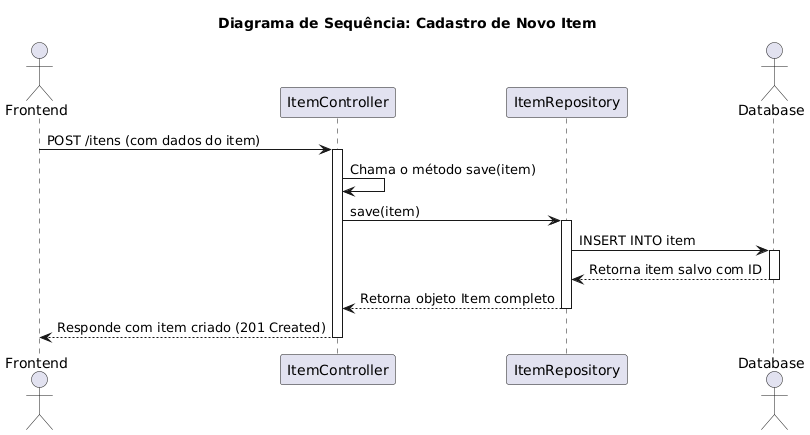 Diagrama de Sequência: Cadastro de Novo Item
Frontend
ItemController
ItemRepository
Database
POST /itens (com dados do item)
Chama o método save(item)
save(item)
INSERT INTO item
Retorna item salvo com ID
Retorna objeto Item completo
Responde com item criado (201 Created)
Frontend
ItemController
ItemRepository
Database